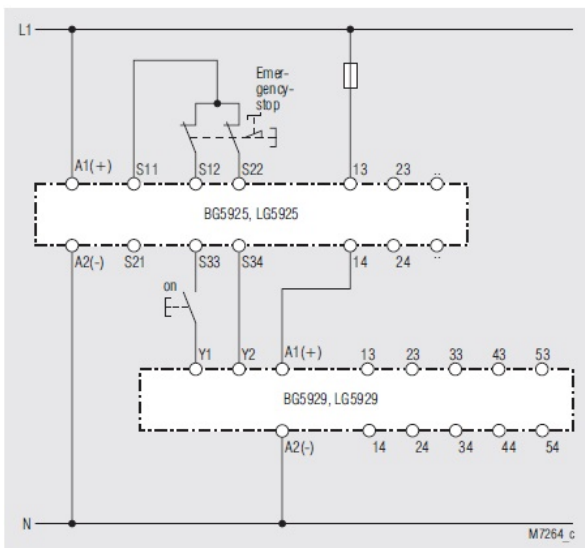 L1
Emer-
gency-
stop
A1(+) S11 S12 S22 13 23 ..
BG5925, LG5925
A2(-) S21 S33 S34 14 24 ..
on
Y1 Y2 A1(+) 13 23 33 43 53
BG5929, LG5929
A2(-) 14 24 34 44 54
N
M7264_c